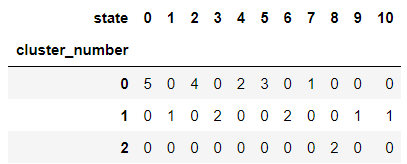 state 0 1 2 3 4 5 6 7 8 9 10
cluster_number
0 5 0 4 0 2 3 0 1 0 0 0
1 0 1 0 2 0 0 2 0 0 1 1
2 0 0 0 0 0 0 0 0 2 0 0